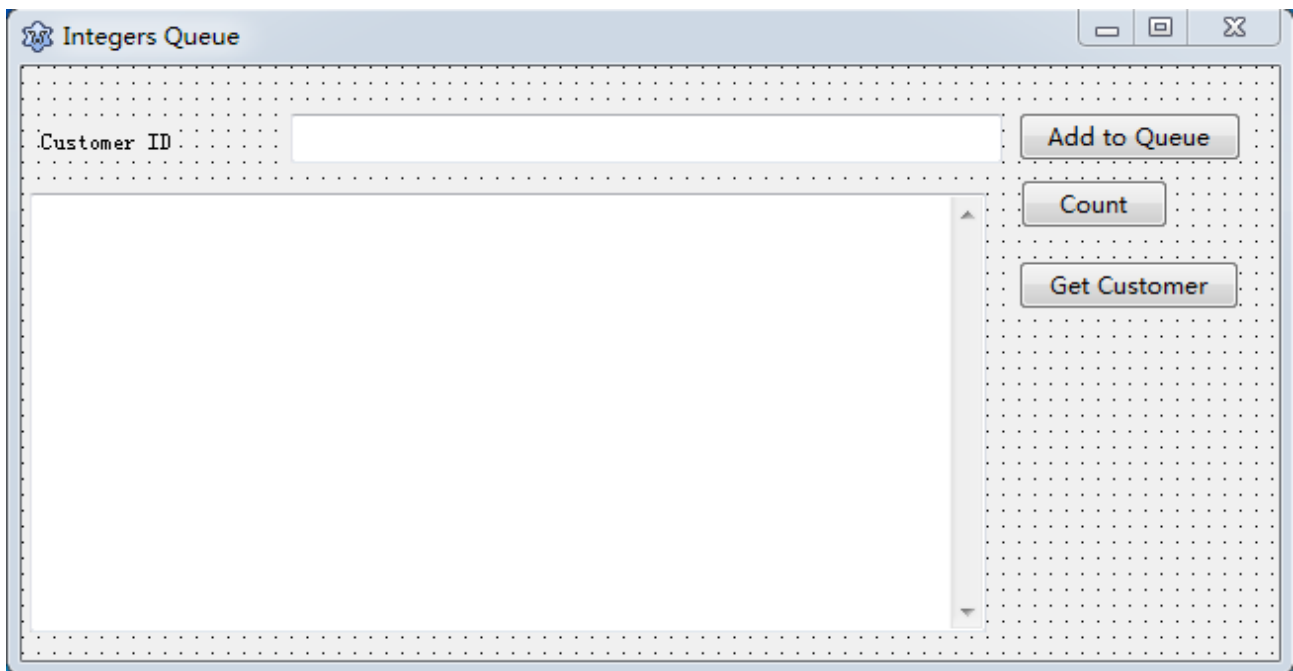 Integers Queue
Customer ID
Add to Queue
Count
Get Customer